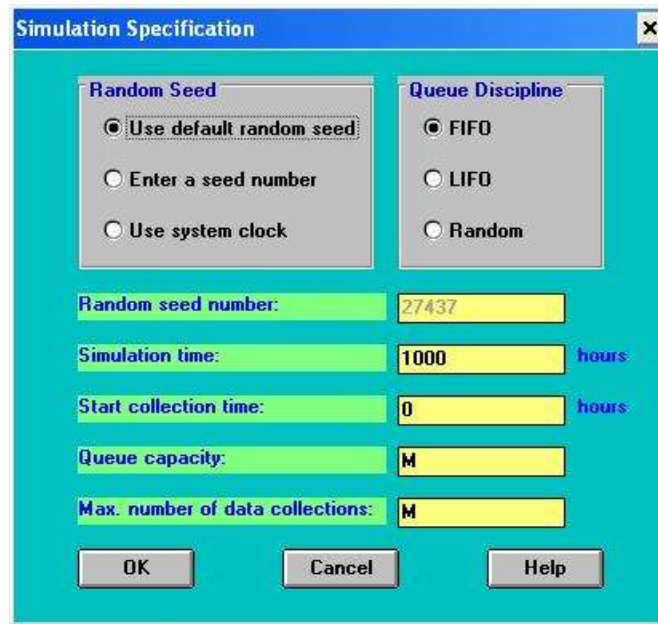 Simulation Specification
Random Seed
Use default random seed
Enter a seed number
Use system clock
Queue Discipline
FIFO
LIFO
Random
Random seed number: 27437
Simulation time: 1000 hours
Start collection time: 0 hours
Queue capacity: M
Max. number of data collections: M
OK Cancel Help